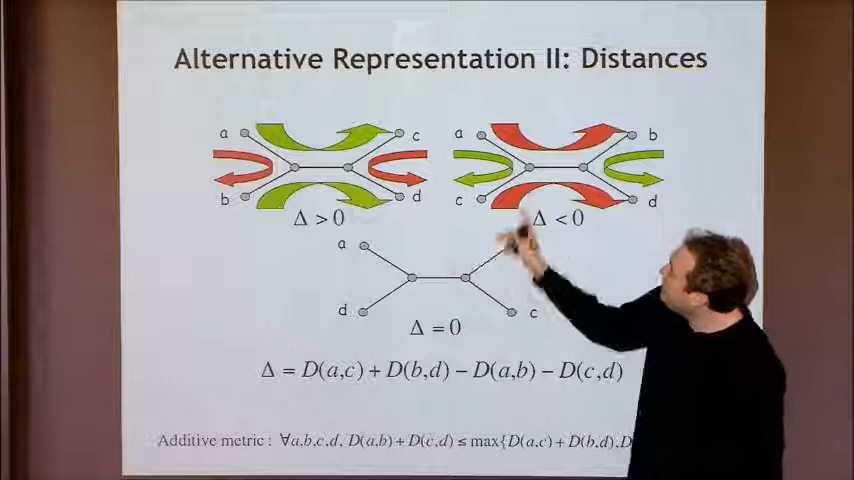 Alternative Representation II: Distances
a c a b
b d c d
Δ > 0 Δ < 0
a
d c
Δ = 0
Δ = D(a,c) + D(b,d) − D(a,b) − D(c,d)
Additive metric : ∀a,b,c,d, D(a,b) + D(c,d) ≤ max{D(a,c) + D(b,d),D